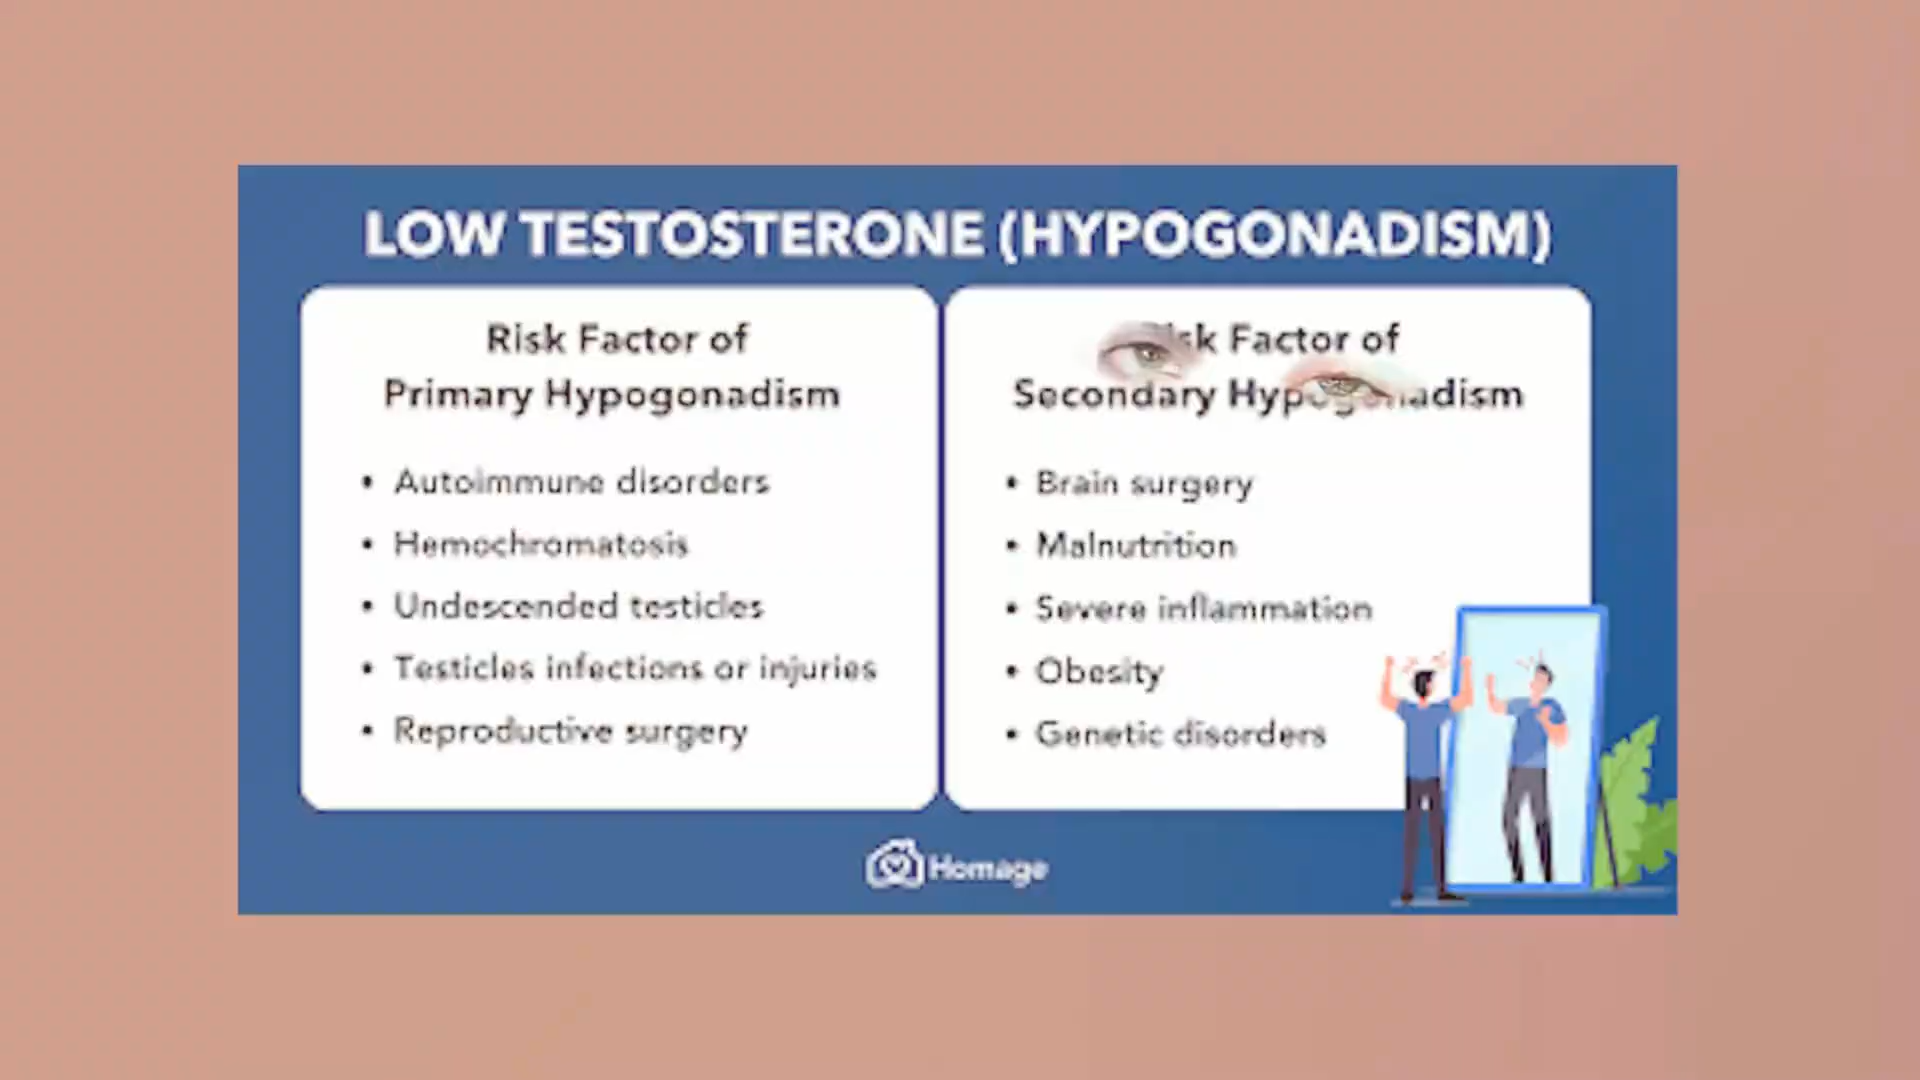 LOW TESTOSTERONE (HYPOGONADISM)
Risk Factor of
Primary Hypogonadism
• Autoimmune disorders
• Hemochromatosis
• Undescended testicles
• Testicles infections or injuries
• Reproductive surgery
Factor of
Secondary
• Brain surgery
• Malnutrition
• Severe inflammation
• Obesity
• Genetic disorders
Homage